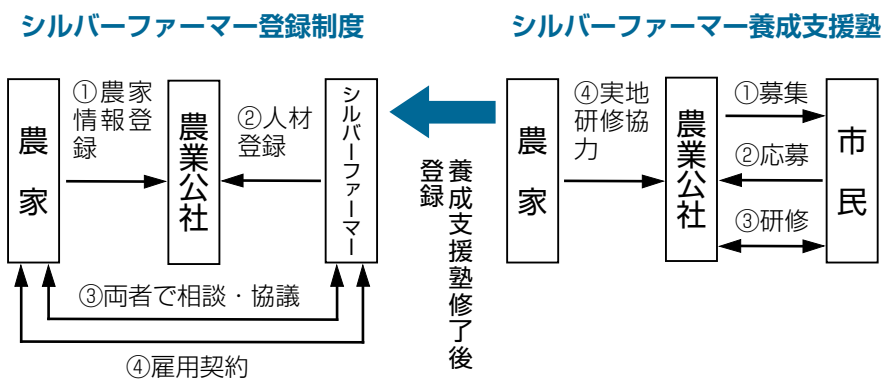 シルバーファーマー登録制度
農家
①農家
情報登
録
農業公社
②人材
登録
シルバーファーマー
③両者で相談・協議
④雇用契約
養成支援塾修了後
登録
シルバーファーマー養成支援塾
農家
④実地
研修協
力
農業公社
①募集
②応募
③研修
市民